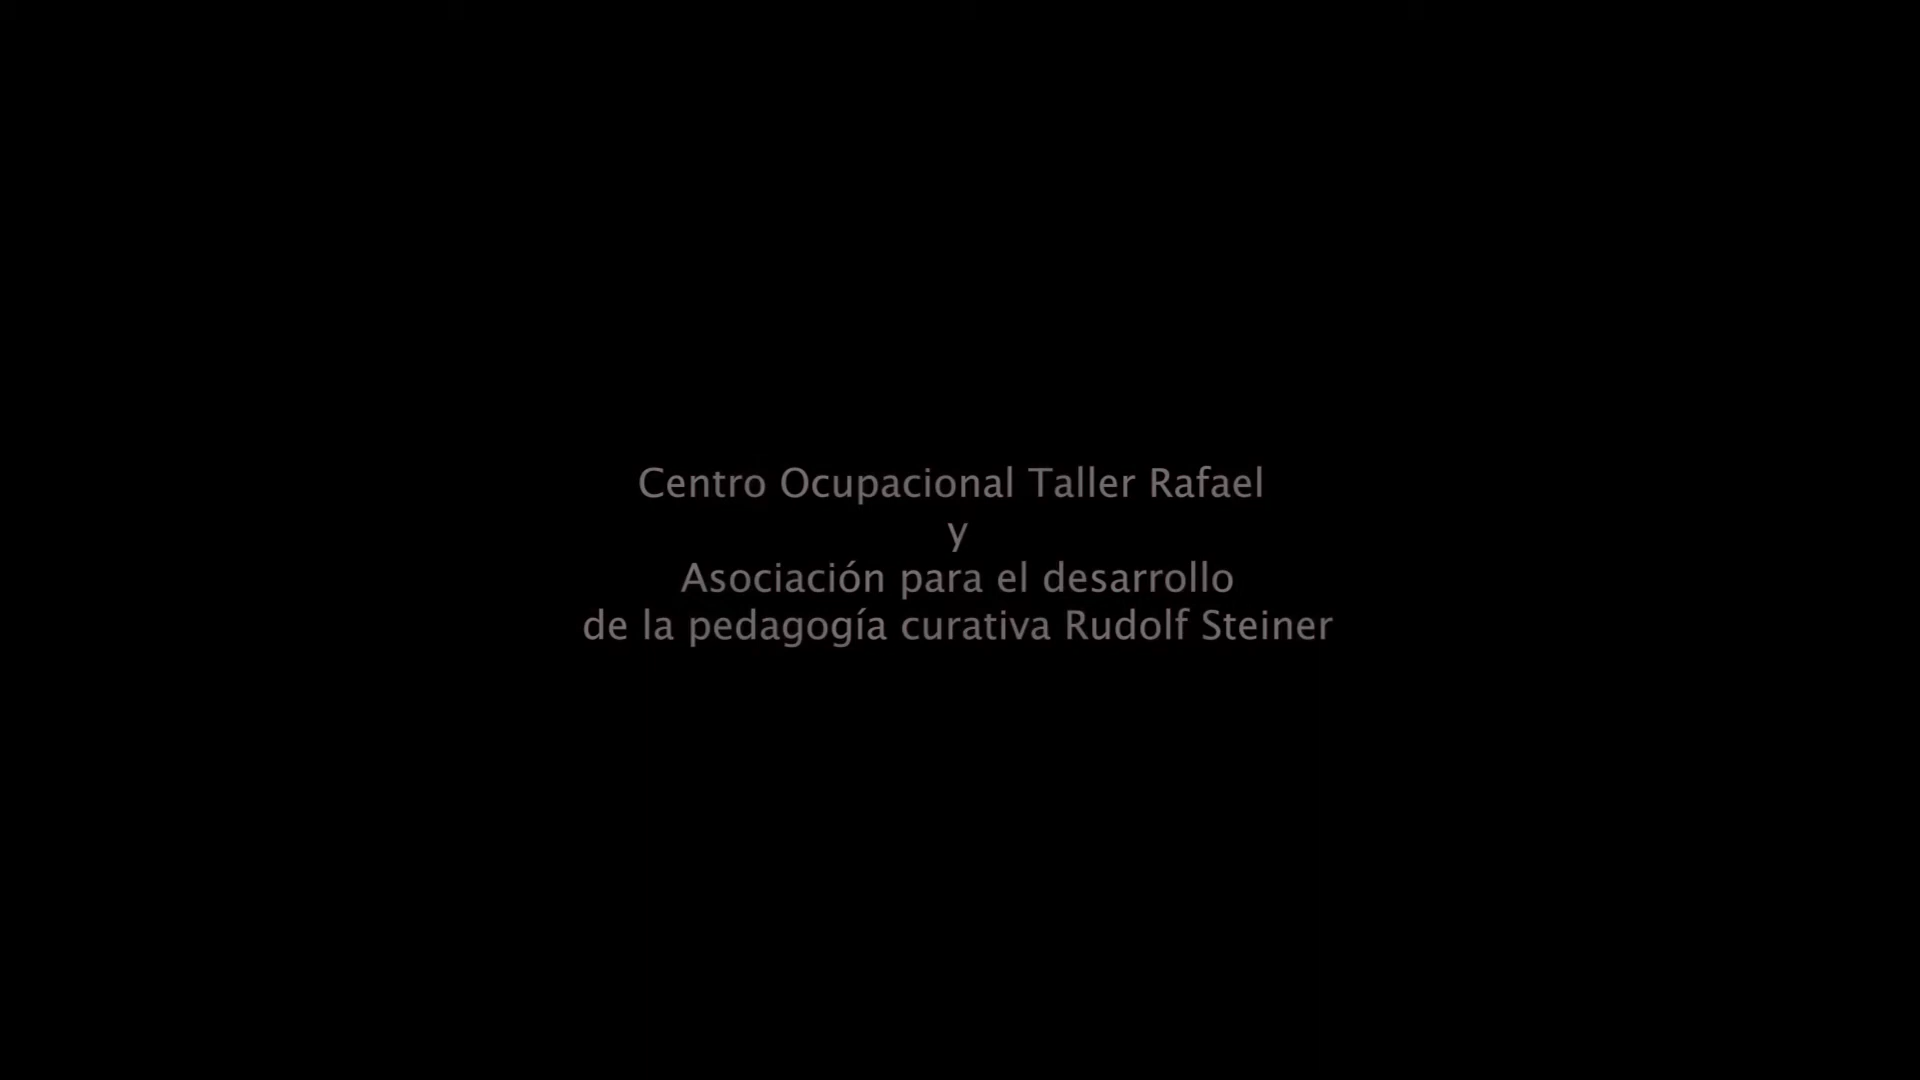 Centro Ocupacional Taller Rafael
y
Asociación para el desarrollo
de la pedagogía curativa Rudolf Steiner